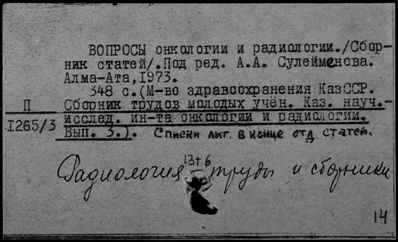 ВОПРОСЫ онкологии и радиологии./Сбор-
ник статей/.Под ред. А.А. Сулейменова.
Алма-Ата,1973.
348 с.(М-во здравоохранения КазССР.
П Сборник трудов молодых учён. Каз. науч.-
I265/3 исслед. ин-та онкологии и радиологии.
Вып. 3.). Списки лит. в конце отд. статей.
13+6
Радиология - труды и сборники
14